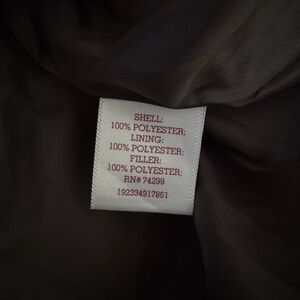 SHELL:
100% POLYESTER;
LINING:
100% POLYESTER;
FILLER:
100% POLYESTER;
RN# 74299
192334917861